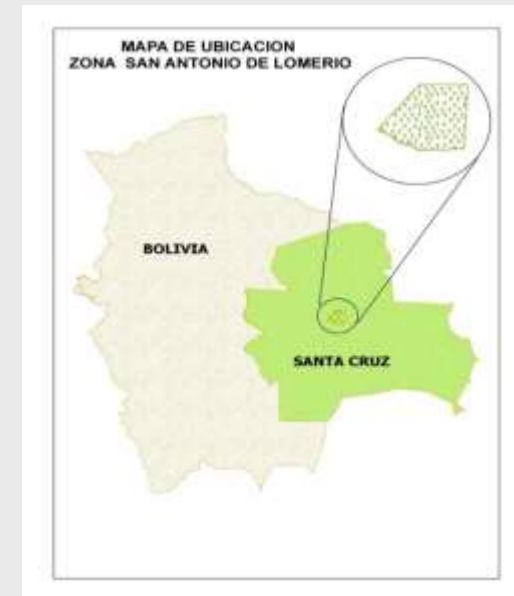 MAPA DE UBICACION
ZONA SAN ANTONIO DE LOMERIO
BOLIVIA
SANTA CRUZ